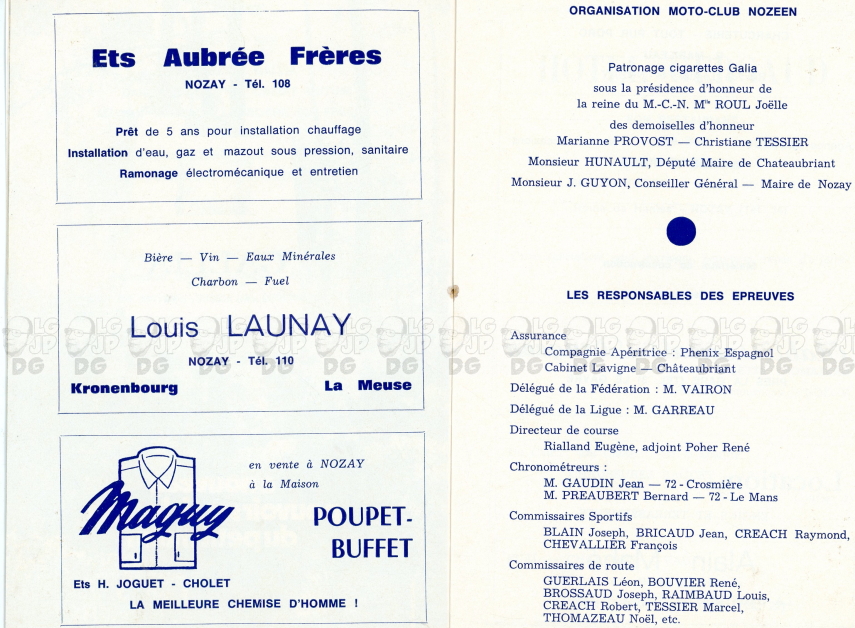 Ets Aubrée Frères
NOZAY - Tél. 108
Prêt de 5 ans pour installation chauffage
Installation d'eau, gaz et mazout sous pression, sanitaire
Ramonage électromécanique et entretien
Bière — Vin — Eaux Minérales
Charbon — Fuel
Louis LAUNAY
NOZAY - Tél. 110
Kronenbourg La Meuse
en vente à NOZAY
à la Maison
Maguy
POUPET-
BUFFET
Ets H. JOGUET - CHOLET
LA MEILLEURE CHEMISE D'HOMME !
ORGANISATION MOTO-CLUB NOZEEN
Patronage cigarettes Galia
sous la présidence d'honneur de
la reine du M.-C.-N. Mlle ROUL Joëlle
des demoiselles d'honneur
Marianne PROVOST — Christiane TESSIER
Monsieur HUNAULT, Député Maire de Chateaubriant
Monsieur J. GUYON, Conseiller Général — Maire de Nozay
LES RESPONSABLES DES EPREUVES
Assurance
Compagnie Apéritrice : Phenix Espagnol
Cabinet Lavigne — Châteaubriant
Délégué de la Fédération : M. VAIRON
Délégué de la Ligue : M. GARREAU
Directeur de course
Rialland Eugène, adjoint Poher René
Chronométreurs :
M. GAUDIN Jean — 72 - Crosmière
M. PREAUBERT Bernard — 72 - Le Mans
Commissaires Sportifs
BLAIN Joseph, BRICAUD Jean, CREACH Raymond,
CHEVALLIER François
Commissaires de route
GUERLAIS Léon, BOUVIER René,
BROSSAUD Joseph, RAIMBAUD Louis,
CREACH Robert, TESSIER Marcel,
THOMAZEAU Noël, etc.